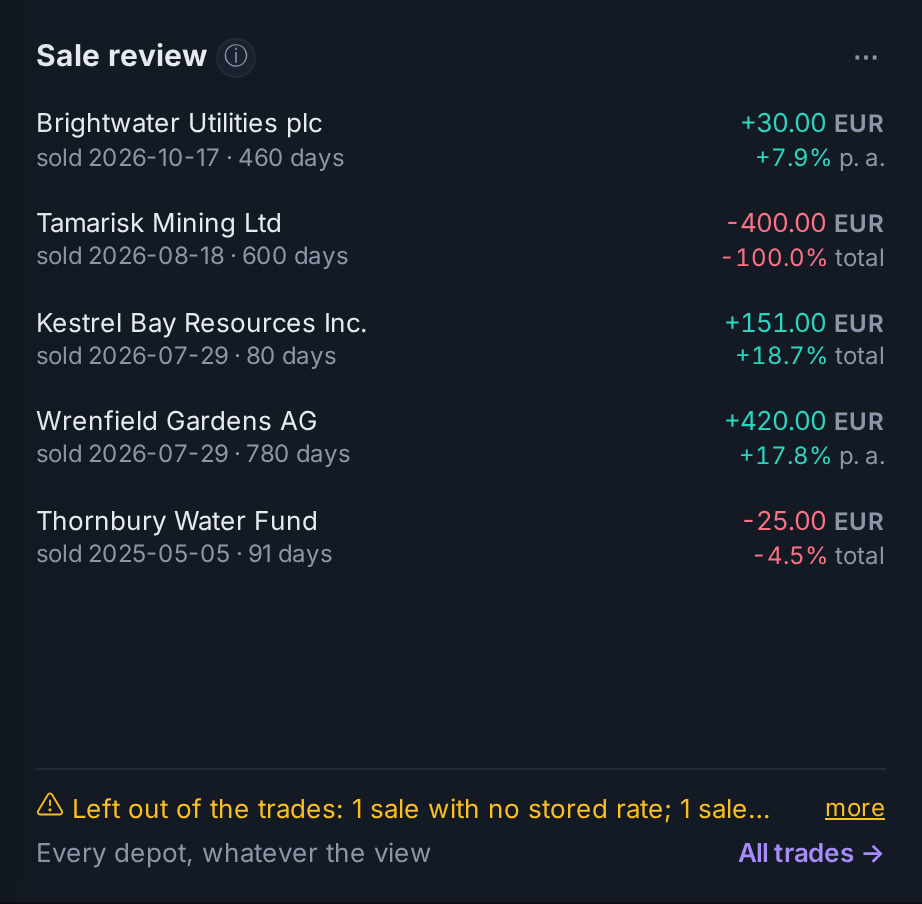 Sale review ⓘ ...
Brightwater Utilities plc +30.00 EUR
sold 2026-10-17 · 460 days +7.9% p. a.
Tamarisk Mining Ltd -400.00 EUR
sold 2026-08-18 · 600 days -100.0% total
Kestrel Bay Resources Inc. +151.00 EUR
sold 2026-07-29 · 80 days +18.7% total
Wrenfield Gardens AG +420.00 EUR
sold 2026-07-29 · 780 days +17.8% p. a.
Thornbury Water Fund -25.00 EUR
sold 2025-05-05 · 91 days -4.5% total
⚠ Left out of the trades: 1 sale with no stored rate; 1 sale... more
Every depot, whatever the view All trades →